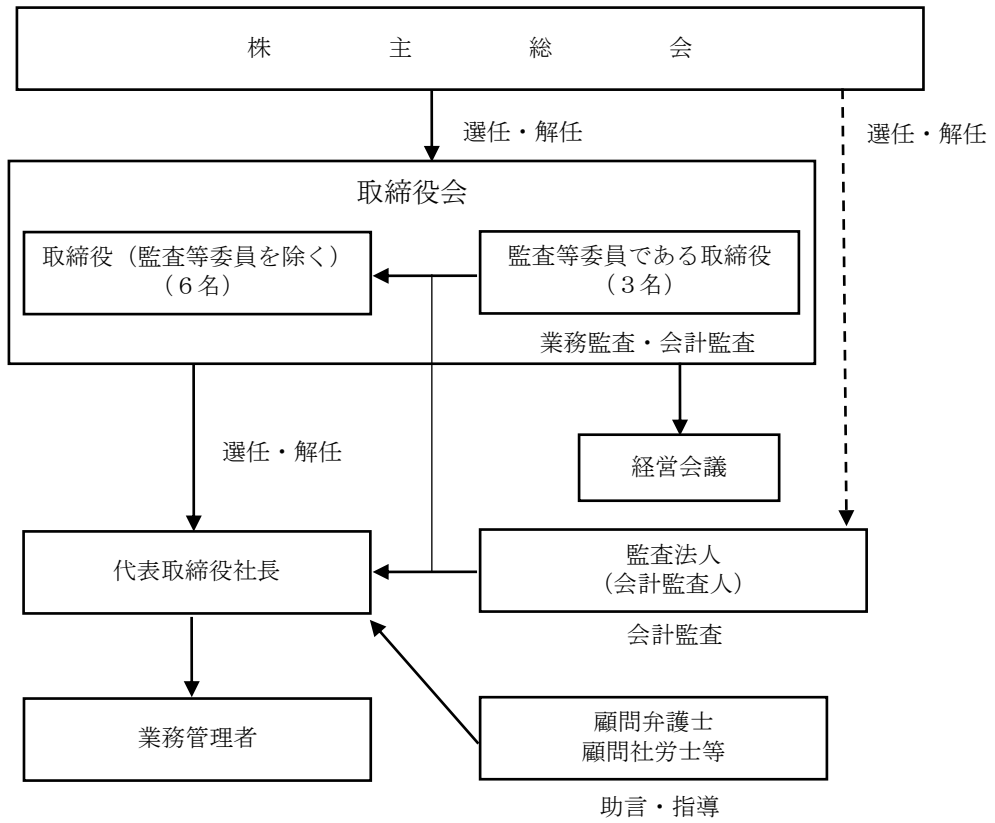 株主総会
選任・解任
選任・解任
取締役会
取締役（監査等委員を除く）
（６名）
監査等委員である取締役
（３名）
業務監査・会計監査
選任・解任
経営会議
代表取締役社長
監査法人
（会計監査人）
会計監査
業務管理者
顧問弁護士
顧問社労士等
助言・指導